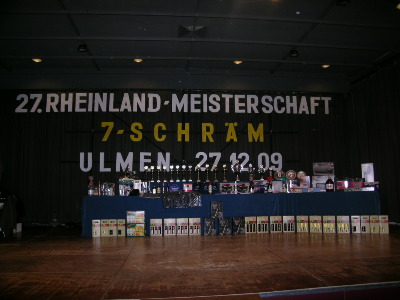 27. RHEINLAND-MEISTERSCHAFT
7-SCHRÄM
ULMEN 27.12.09